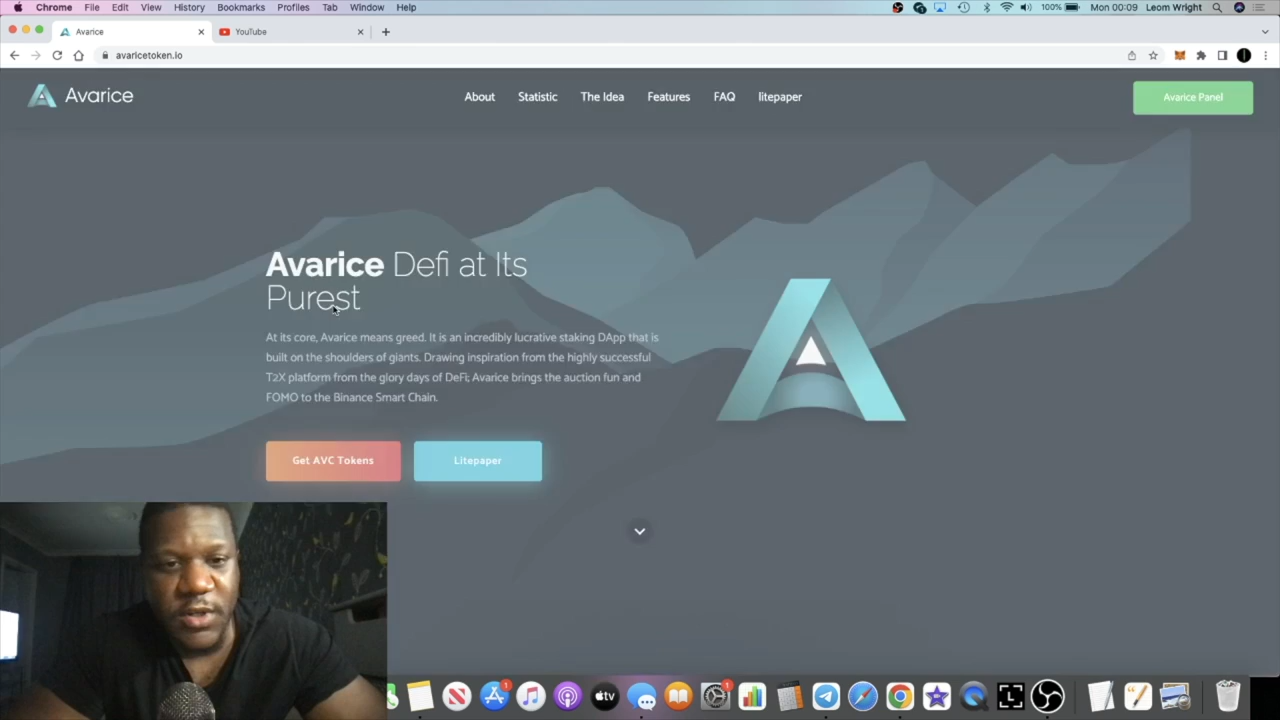 Chrome File Edit View History Bookmarks Profiles Tab Window Help 100% Mon 00:09 Leom Wright
Avarice YouTube
avaricetoken.io
Avarice About Statistic The Idea Features FAQ litepaper Avarice Panel
Avarice Defi at Its
Purest
At its core, Avarice means greed. It is an incredibly lucrative staking DApp that is
built on the shoulders of giants. Drawing inspiration from the highly successful
T2X platform from the glory days of DeFi; Avarice brings the auction fun and
FOMO to the Binance Smart Chain.
Get AVC Tokens Litepaper
1 tv 1